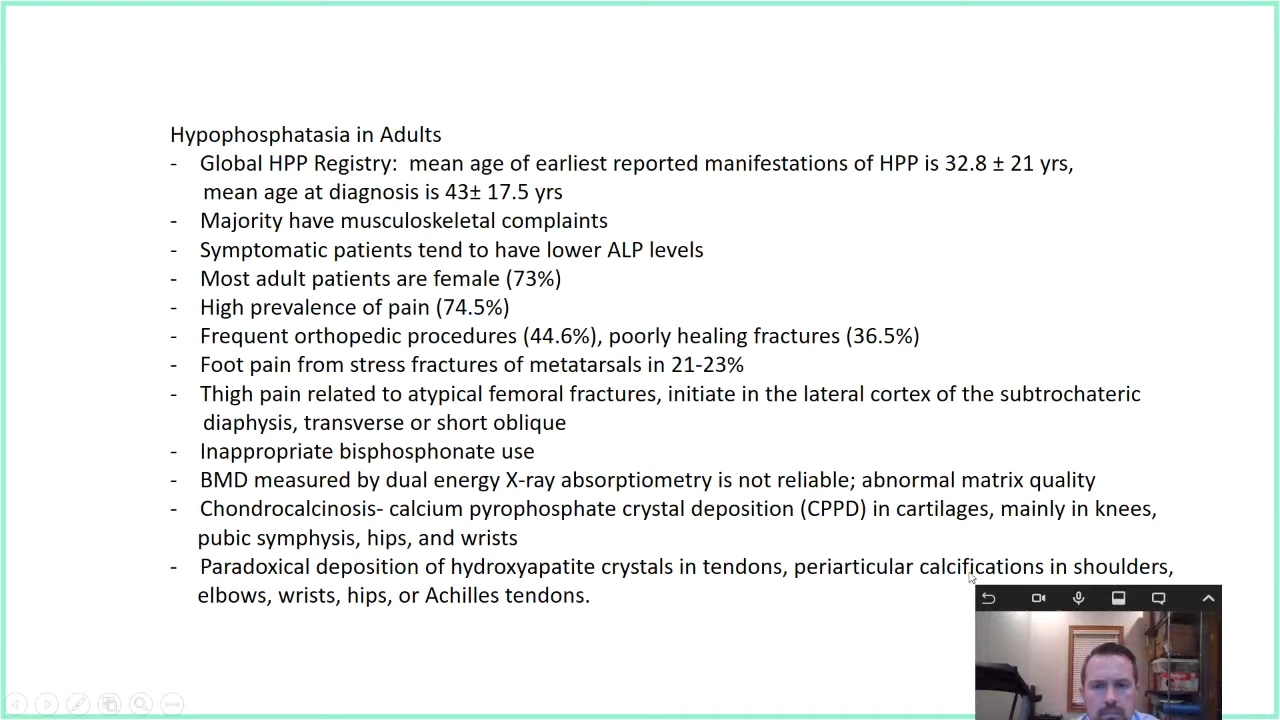 Hypophosphatasia in Adults
- Global HPP Registry: mean age of earliest reported manifestations of HPP is 32.8 ± 21 yrs,
mean age at diagnosis is 43± 17.5 yrs
- Majority have musculoskeletal complaints
- Symptomatic patients tend to have lower ALP levels
- Most adult patients are female (73%)
- High prevalence of pain (74.5%)
- Frequent orthopedic procedures (44.6%), poorly healing fractures (36.5%)
- Foot pain from stress fractures of metatarsals in 21-23%
- Thigh pain related to atypical femoral fractures, initiate in the lateral cortex of the subtrochateric
diaphysis, transverse or short oblique
- Inappropriate bisphosphonate use
- BMD measured by dual energy X-ray absorptiometry is not reliable; abnormal matrix quality
- Chondrocalcinosis- calcium pyrophosphate crystal deposition (CPPD) in cartilages, mainly in knees,
pubic symphysis, hips, and wrists
- Paradoxical deposition of hydroxyapatite crystals in tendons, periarticular calcifications in shoulders,
elbows, wrists, hips, or Achilles tendons.